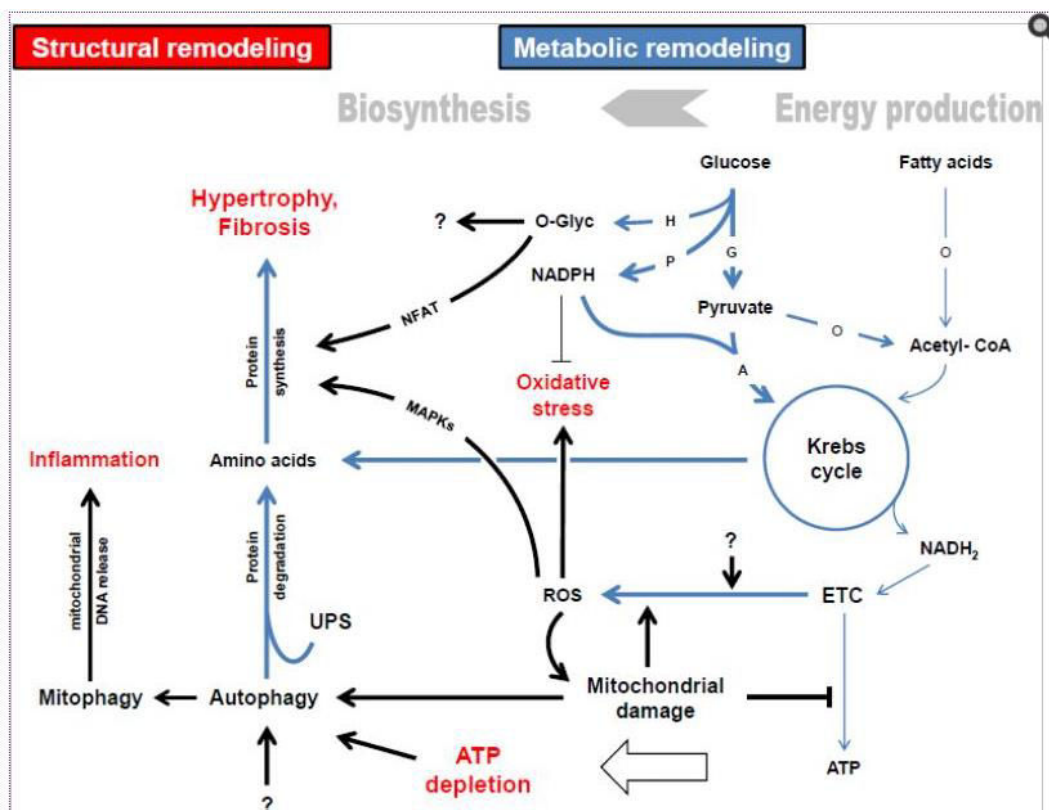 Structural remodeling
Metabolic remodeling
Biosynthesis
Energy production
Glucose
Fatty acids
Hypertrophy,
Fibrosis
?
O-Glyc
H
P
G
O
NADPH
NFAT
Pyruvate
O
Acetyl- CoA
A
Protein
synthesis
Oxidative
stress
MAPKs
Krebs
cycle
Inflammation
Amino acids
mitochondrial
DNA release
Protein
degradation
?
NADH2
ROS
ETC
UPS
Mitophagy
Autophagy
Mitochondrial
damage
ATP
depletion
ATP
?